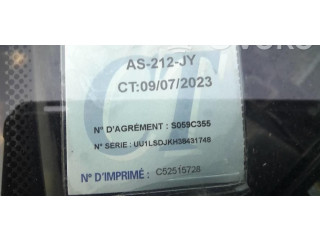 AS-212-JY
CT:09/07/2023
N° D'AGRÉMENT : S059C355
N° SERIE : UU1LSDJKH38431748
N° D'IMPRIMÉ : C52515728